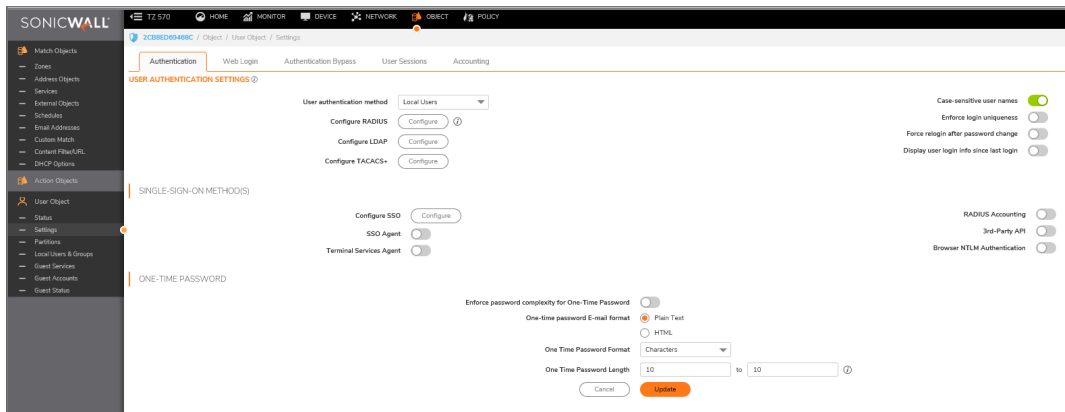 SONICWALL
TZ 570 HOME MONITOR DEVICE NETWORK OBJECT POLICY
2CB8ED69468C / Object / User Object / Settings
Match Objects
Zones
Address Objects
Services
External Objects
Schedules
Email Addresses
Custom Match
Content Filter/URL
DHCP Options
Action Objects
User Object
Status
Settings
Partitions
Local Users & Groups
Guest Services
Guest Accounts
Guest Status
Authentication Web Login Authentication Bypass User Sessions Accounting
USER AUTHENTICATION SETTINGS
User authentication method Local Users
Configure RADIUS Configure
Configure LDAP Configure
Configure TACACS+ Configure
Case-sensitive user names
Enforce login uniqueness
Force relogin after password change
Display user login info since last login
SINGLE-SIGN-ON METHOD(S)
Configure SSO Configure
SSO Agent
Terminal Services Agent
RADIUS Accounting
3rd-Party API
Browser NTLM Authentication
ONE-TIME PASSWORD
Enforce password complexity for One-Time Password
One-time password E-mail format Plain Text
HTML
One Time Password Format Characters
One Time Password Length 10 to 10
Cancel Update